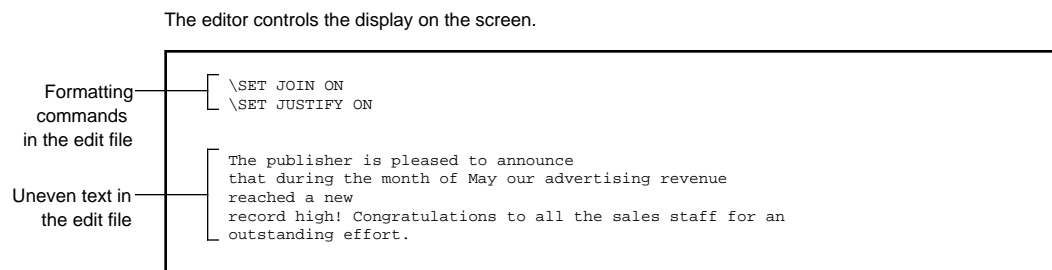 The editor controls the display on the screen.
Formatting
commands
in the edit file
\SET JOIN ON
\SET JUSTIFY ON
Uneven text in
the edit file
The publisher is pleased to announce
that during the month of May our advertising revenue
reached a new
record high! Congratulations to all the sales staff for an
outstanding effort.